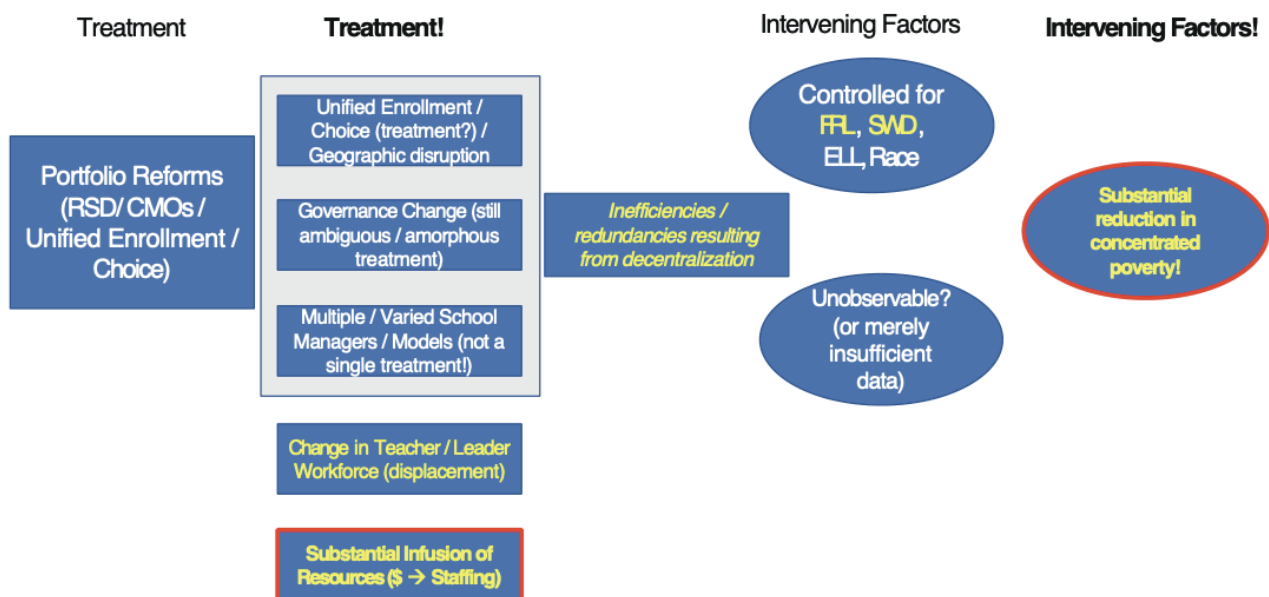 Treatment
Treatment!
Intervening Factors
Intervening Factors!
Portfolio Reforms
(RSD/ CMOs /
Unified Enrollment /
Choice)
Unified Enrollment /
Choice (treatment?) /
Geographic disruption
Governance Change (still
ambiguous / amorphous
treatment)
Multiple / Varied School
Managers / Models (not a
single treatment!)
Change in Teacher / Leader
Workforce (displacement)
Substantial Infusion of
Resources ($ → Staffing)
Inefficiencies /
redundancies resulting
from decentralization
Controlled for
FRL, SWD,
ELL, Race
Unobservable?
(or merely
insufficient
data)
Substantial
reduction in
concentrated
poverty!